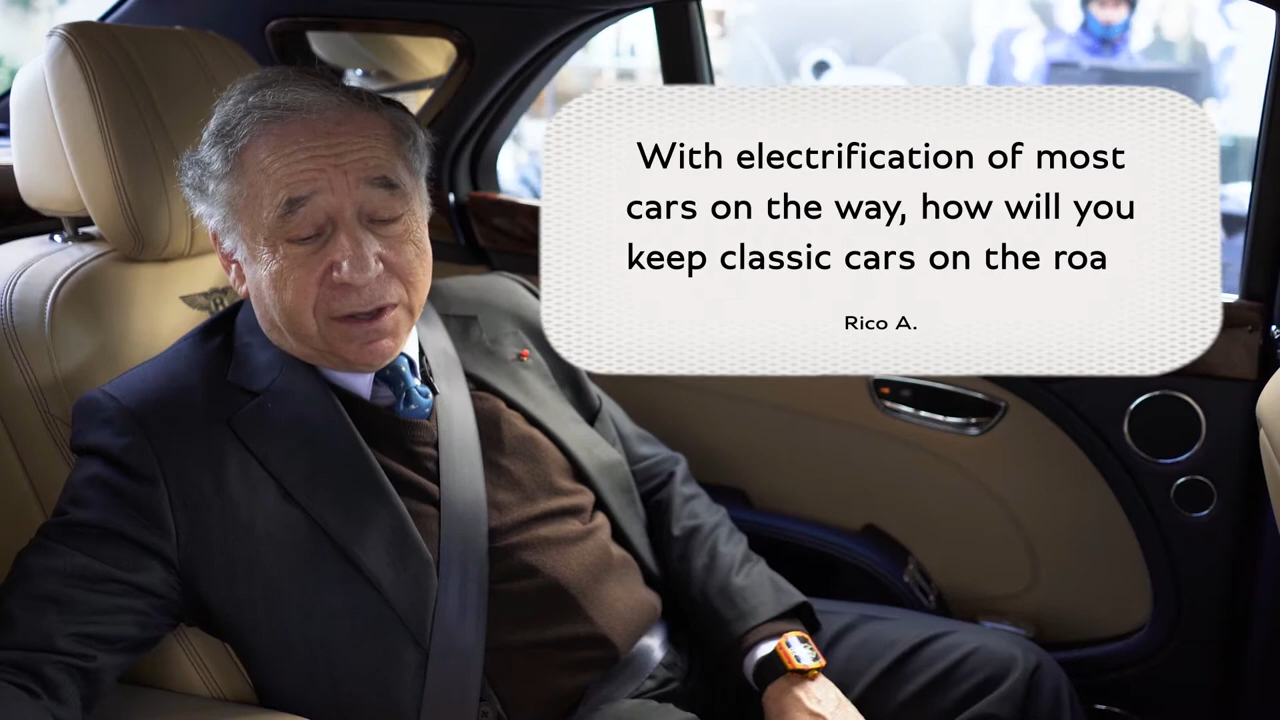 With electrification of most
cars on the way, how will you
keep classic cars on the roa
Rico A.